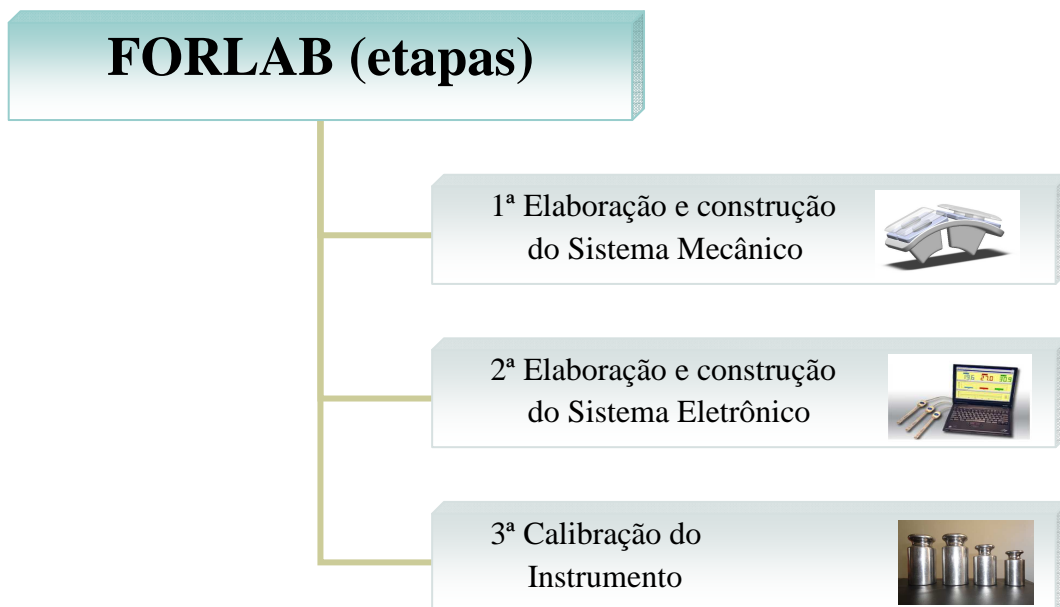 FORLAB (etapas)
1ª Elaboração e construção
do Sistema Mecânico
2ª Elaboração e construção
do Sistema Eletrônico
3ª Calibração do
Instrumento